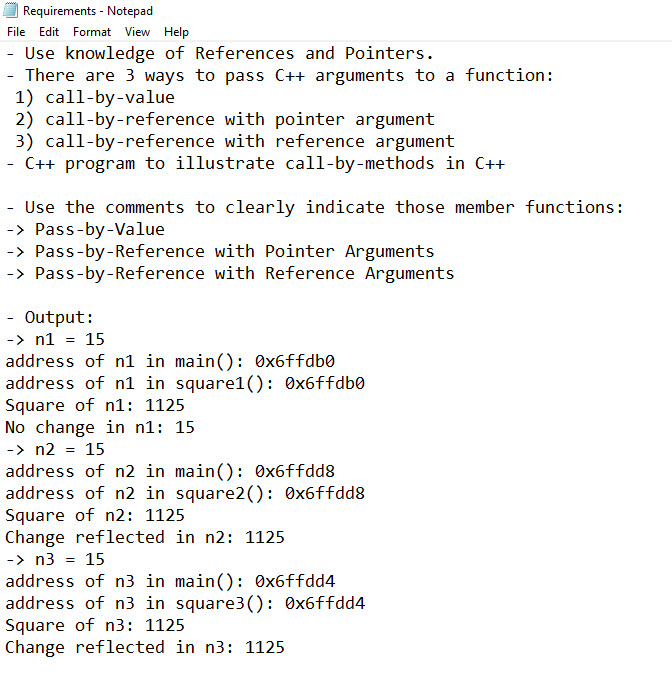 Requirements - Notepad
File Edit Format View Help
- Use knowledge of References and Pointers.
- There are 3 ways to pass C++ arguments to a function:
1) call-by-value
2) call-by-reference with pointer argument
3) call-by-reference with reference argument
- C++ program to illustrate call-by-methods in C++
- Use the comments to clearly indicate those member functions:
-> Pass-by-Value
-> Pass-by-Reference with Pointer Arguments
-> Pass-by-Reference with Reference Arguments
- Output:
-> n1 = 15
address of n1 in main(): 0x6ffdb0
address of n1 in square1(): 0x6ffdb0
Square of n1: 1125
No change in n1: 15
-> n2 = 15
address of n2 in main(): 0x6ffdd8
address of n2 in square2(): 0x6ffdd8
Square of n2: 1125
Change reflected in n2: 1125
-> n3 = 15
address of n3 in main(): 0x6ffdd4
address of n3 in square3(): 0x6ffdd4
Square of n3: 1125
Change reflected in n3: 1125